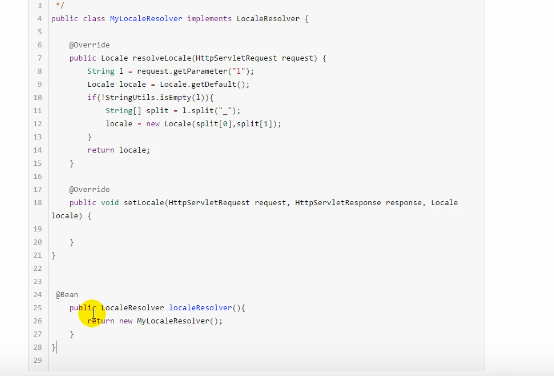 3 */
4 public class MyLocaleResolver implements LocaleResolver {
5
6 @Override
7 public Locale resolveLocale(HttpServletRequest request) {
8 String l = request.getParameter("l");
9 Locale locale = Locale.getDefault();
10 if(!StringUtils.isEmpty(l)){
11 String[] split = l.split("_");
12 locale = new Locale(split[0],split[1]);
13 }
14 return locale;
15 }
16
17 @Override
18 public void setLocale(HttpServletRequest request, HttpServletResponse response, Locale
locale) {
19
20 }
21 }
22
23
24 @Bean
25 public LocaleResolver localeResolver(){
26 return new MyLocaleResolver();
27 }
28 }
29